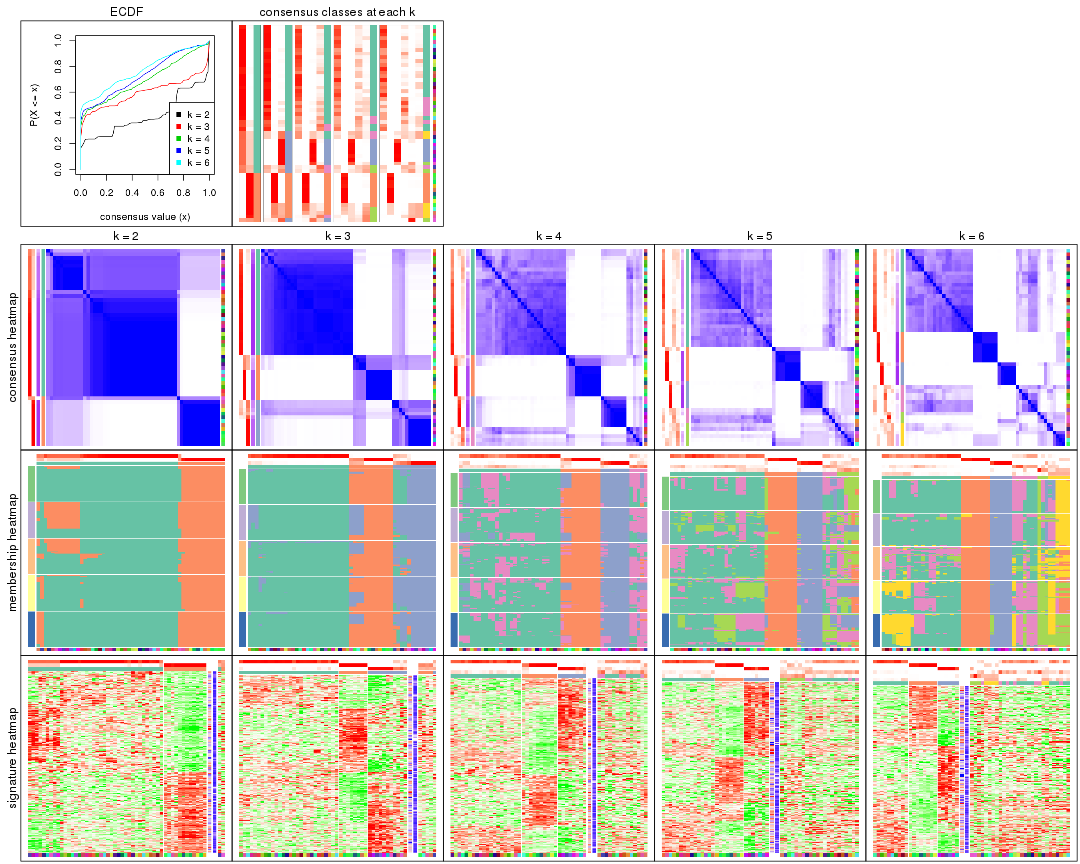 ECDF
consensus classes at each k
P(X <= x)
1.0
0.8
0.6
0.4
0.2
0.0
k = 2
k = 3
k = 4
k = 5
k = 6
0.0 0.2 0.4 0.6 0.8 1.0
consensus value (x)
k = 2
k = 3
k = 4
k = 5
k = 6
consensus heatmap
membership heatmap
signature heatmap